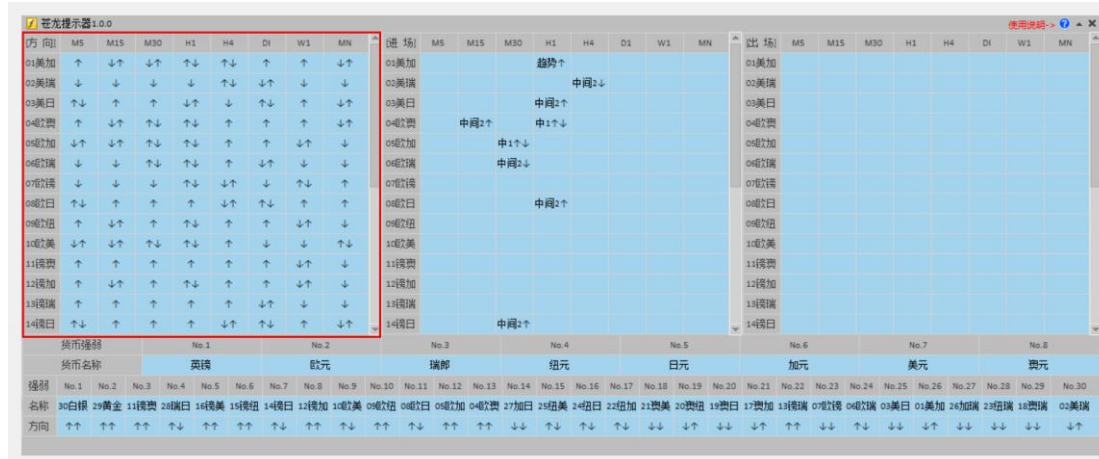 苍龙提示器1.0.0 使用说明-> ?
[方 向] M5 M15 M30 H1 H4 DI W1 MN [进 场] M5 M15 M30 H1 H4 D1 W1 MN [出 场] M5 M15 M30 H1 H4 DI W1 MN
01美加 ↑ ↓↑ ↓↑ ↑↓ ↑↓ ↑ ↑ ↓↑ 01美加 趋势↑ 01美加
02美瑞 ↓ ↓ ↓ ↓ ↑↓ ↓↑ ↓ ↓ 02美瑞 中间2↓ 02美瑞
03美日 ↑↓ ↑ ↑ ↓↑ ↓ ↑↓ ↑ ↓↑ 03美日 中间2↑ 03美日
04欧澳 ↑ ↓↑ ↑↓ ↑↓ ↑ ↑ ↑ ↓↑ 04欧澳 中间2↑ 中1↑↓ 04欧澳
05欧加 ↓↑ ↓↑ ↑↓ ↑↓ ↑ ↑ ↓↑ ↓ 05欧加 中1↑↓ 05欧加
06欧瑞 ↓ ↓ ↑↓ ↑↓ ↑ ↓↑ ↓ ↓ 06欧瑞 中间2↓ 06欧瑞
07欧镑 ↓ ↓ ↓ ↑↓ ↓↑ ↓ ↑↓ ↑ 07欧镑 07欧镑
08欧日 ↑↓ ↑ ↑ ↑ ↓↑ ↑↓ ↑ ↑ 08欧日 中间2↑ 08欧日
09欧纽 ↑ ↓↑ ↑ ↑↓ ↑ ↑ ↓↑ ↓ 09欧纽 09欧纽
10欧美 ↓↑ ↓↑ ↑↓ ↑↓ ↑ ↓ ↓ ↑↓ 10欧美 10欧美
11镑澳 ↑ ↑ ↑ ↑ ↑ ↑ ↓↑ ↓ 11镑澳 11镑澳
12镑加 ↑ ↓↑ ↑ ↑↓ ↑ ↑ ↓↑ ↓ 12镑加 12镑加
13镑瑞 ↑ ↑ ↑ ↑ ↑ ↓↑ ↓ ↓ 13镑瑞 13镑瑞
14镑日 ↑↓ ↑ ↑ ↑ ↓↑ ↑↓ ↑ ↓↑ 14镑日 中间2↑ 14镑日
货币强弱 No.1 No.2 No.3 No.4 No.5 No.6 No.7 No.8
货币名称 英镑 欧元 瑞郎 纽元 日元 加元 美元 澳元
强弱 No.1 No.2 No.3 No.4 No.5 No.6 No.7 No.8 No.9 No.10 No.11 No.12 No.13 No.14 No.15 No.16 No.17 No.18 No.19 No.20 No.21 No.22 No.23 No.24 No.25 No.26 No.27 No.28 No.29 No.30
名称 30白银 29黄金 11镑澳 28瑞日 16镑美 15镑纽 14镑日 12镑加 10欧美 09欧纽 08欧日 05欧加 04欧澳 27加日 25纽美 24纽日 22纽加 21澳美 20澳纽 19澳日 17澳加 13镑瑞 07欧镑 06欧瑞 03美日 01美加 26加瑞 23纽瑞 18澳瑞 02美瑞
方向 ↑↑ ↑↑ ↑↑ ↑↓ ↑↑ ↑↑ ↑↓ ↑↑ ↑↓ ↑↑ ↑↓ ↑↑ ↑↑ ↓↓ ↑↓ ↑↓ ↑↓ ↓↓ ↓↑ ↓↓ ↓↑ ↑↑ ↓↓ ↑↓ ↓↓ ↓↑ ↓↓ ↓↓ ↓↓ ↓↑